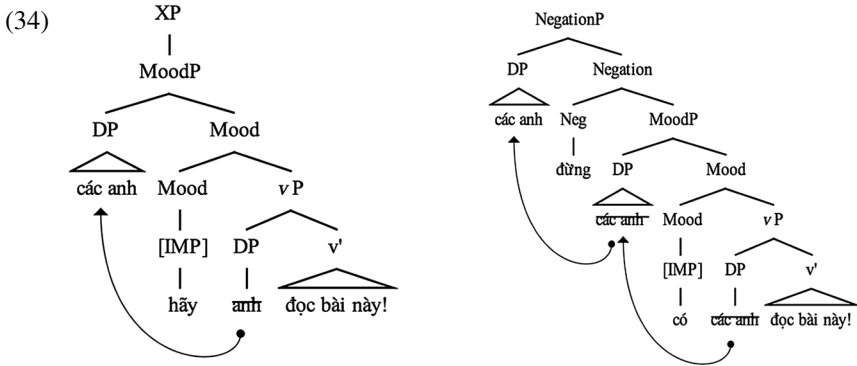 (34)
XP
MoodP
DP Mood
các anh Mood vP
[IMP] DP v'
hãy anh đọc bài này!
NegationP
DP Negation
các anh Neg MoodP
đừng DP Mood
các anh Mood vP
[IMP] DP v'
có các anh đọc bài này!